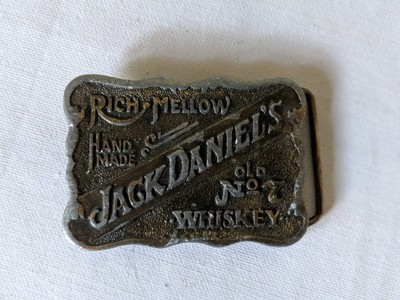 RICH MELLOW
HAND
MADE
JACK DANIEL'S
OLD
No 7
WHISKEY